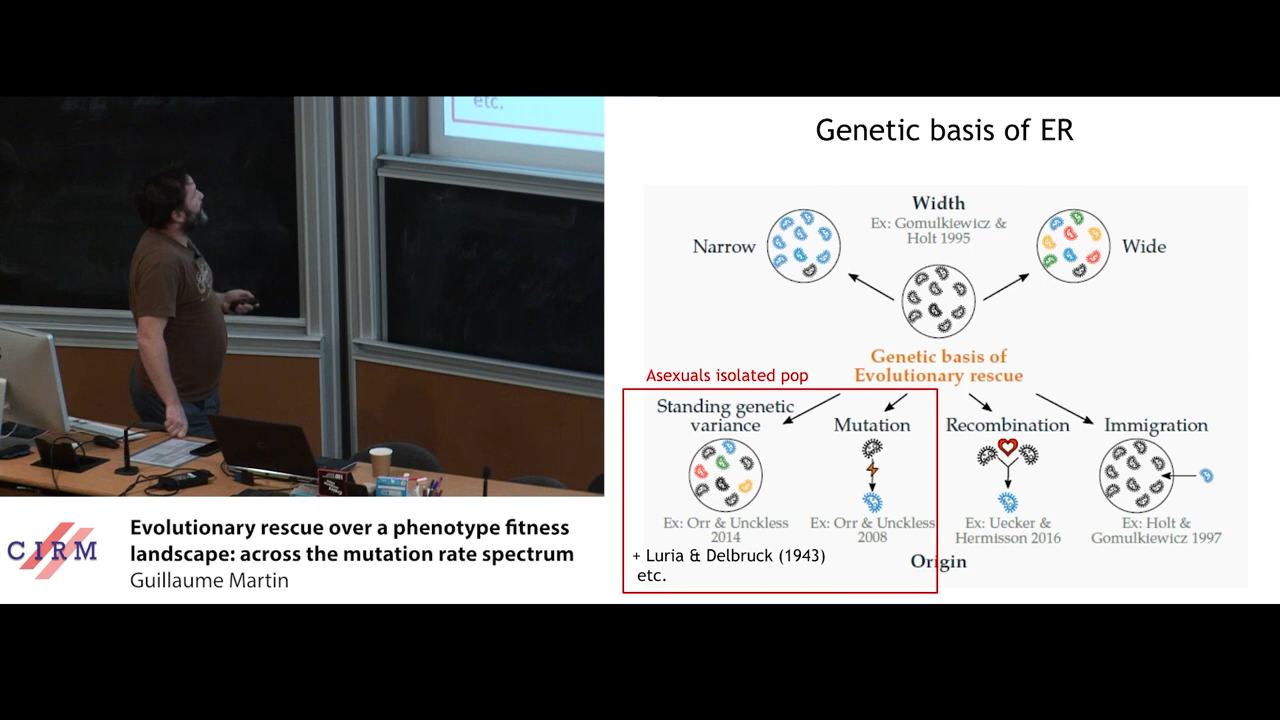 etc.
Genetic basis of ER
Width
Ex: Gomulkiewicz &
Holt 1995
Narrow
Wide
Genetic basis of
Evolutionary rescue
Asexuals isolated pop
Standing genetic
variance
Mutation
Recombination
Immigration
Ex: Orr & Unckless
2014
Ex: Orr & Unckless
2008
Ex: Uecker &
Hermisson 2016
Ex: Holt &
Gomulkiewicz 1997
+ Luria & Delbruck (1943)
etc.
Origin
CIRM
Evolutionary rescue over a phenotype fitness
landscape: across the mutation rate spectrum
Guillaume Martin